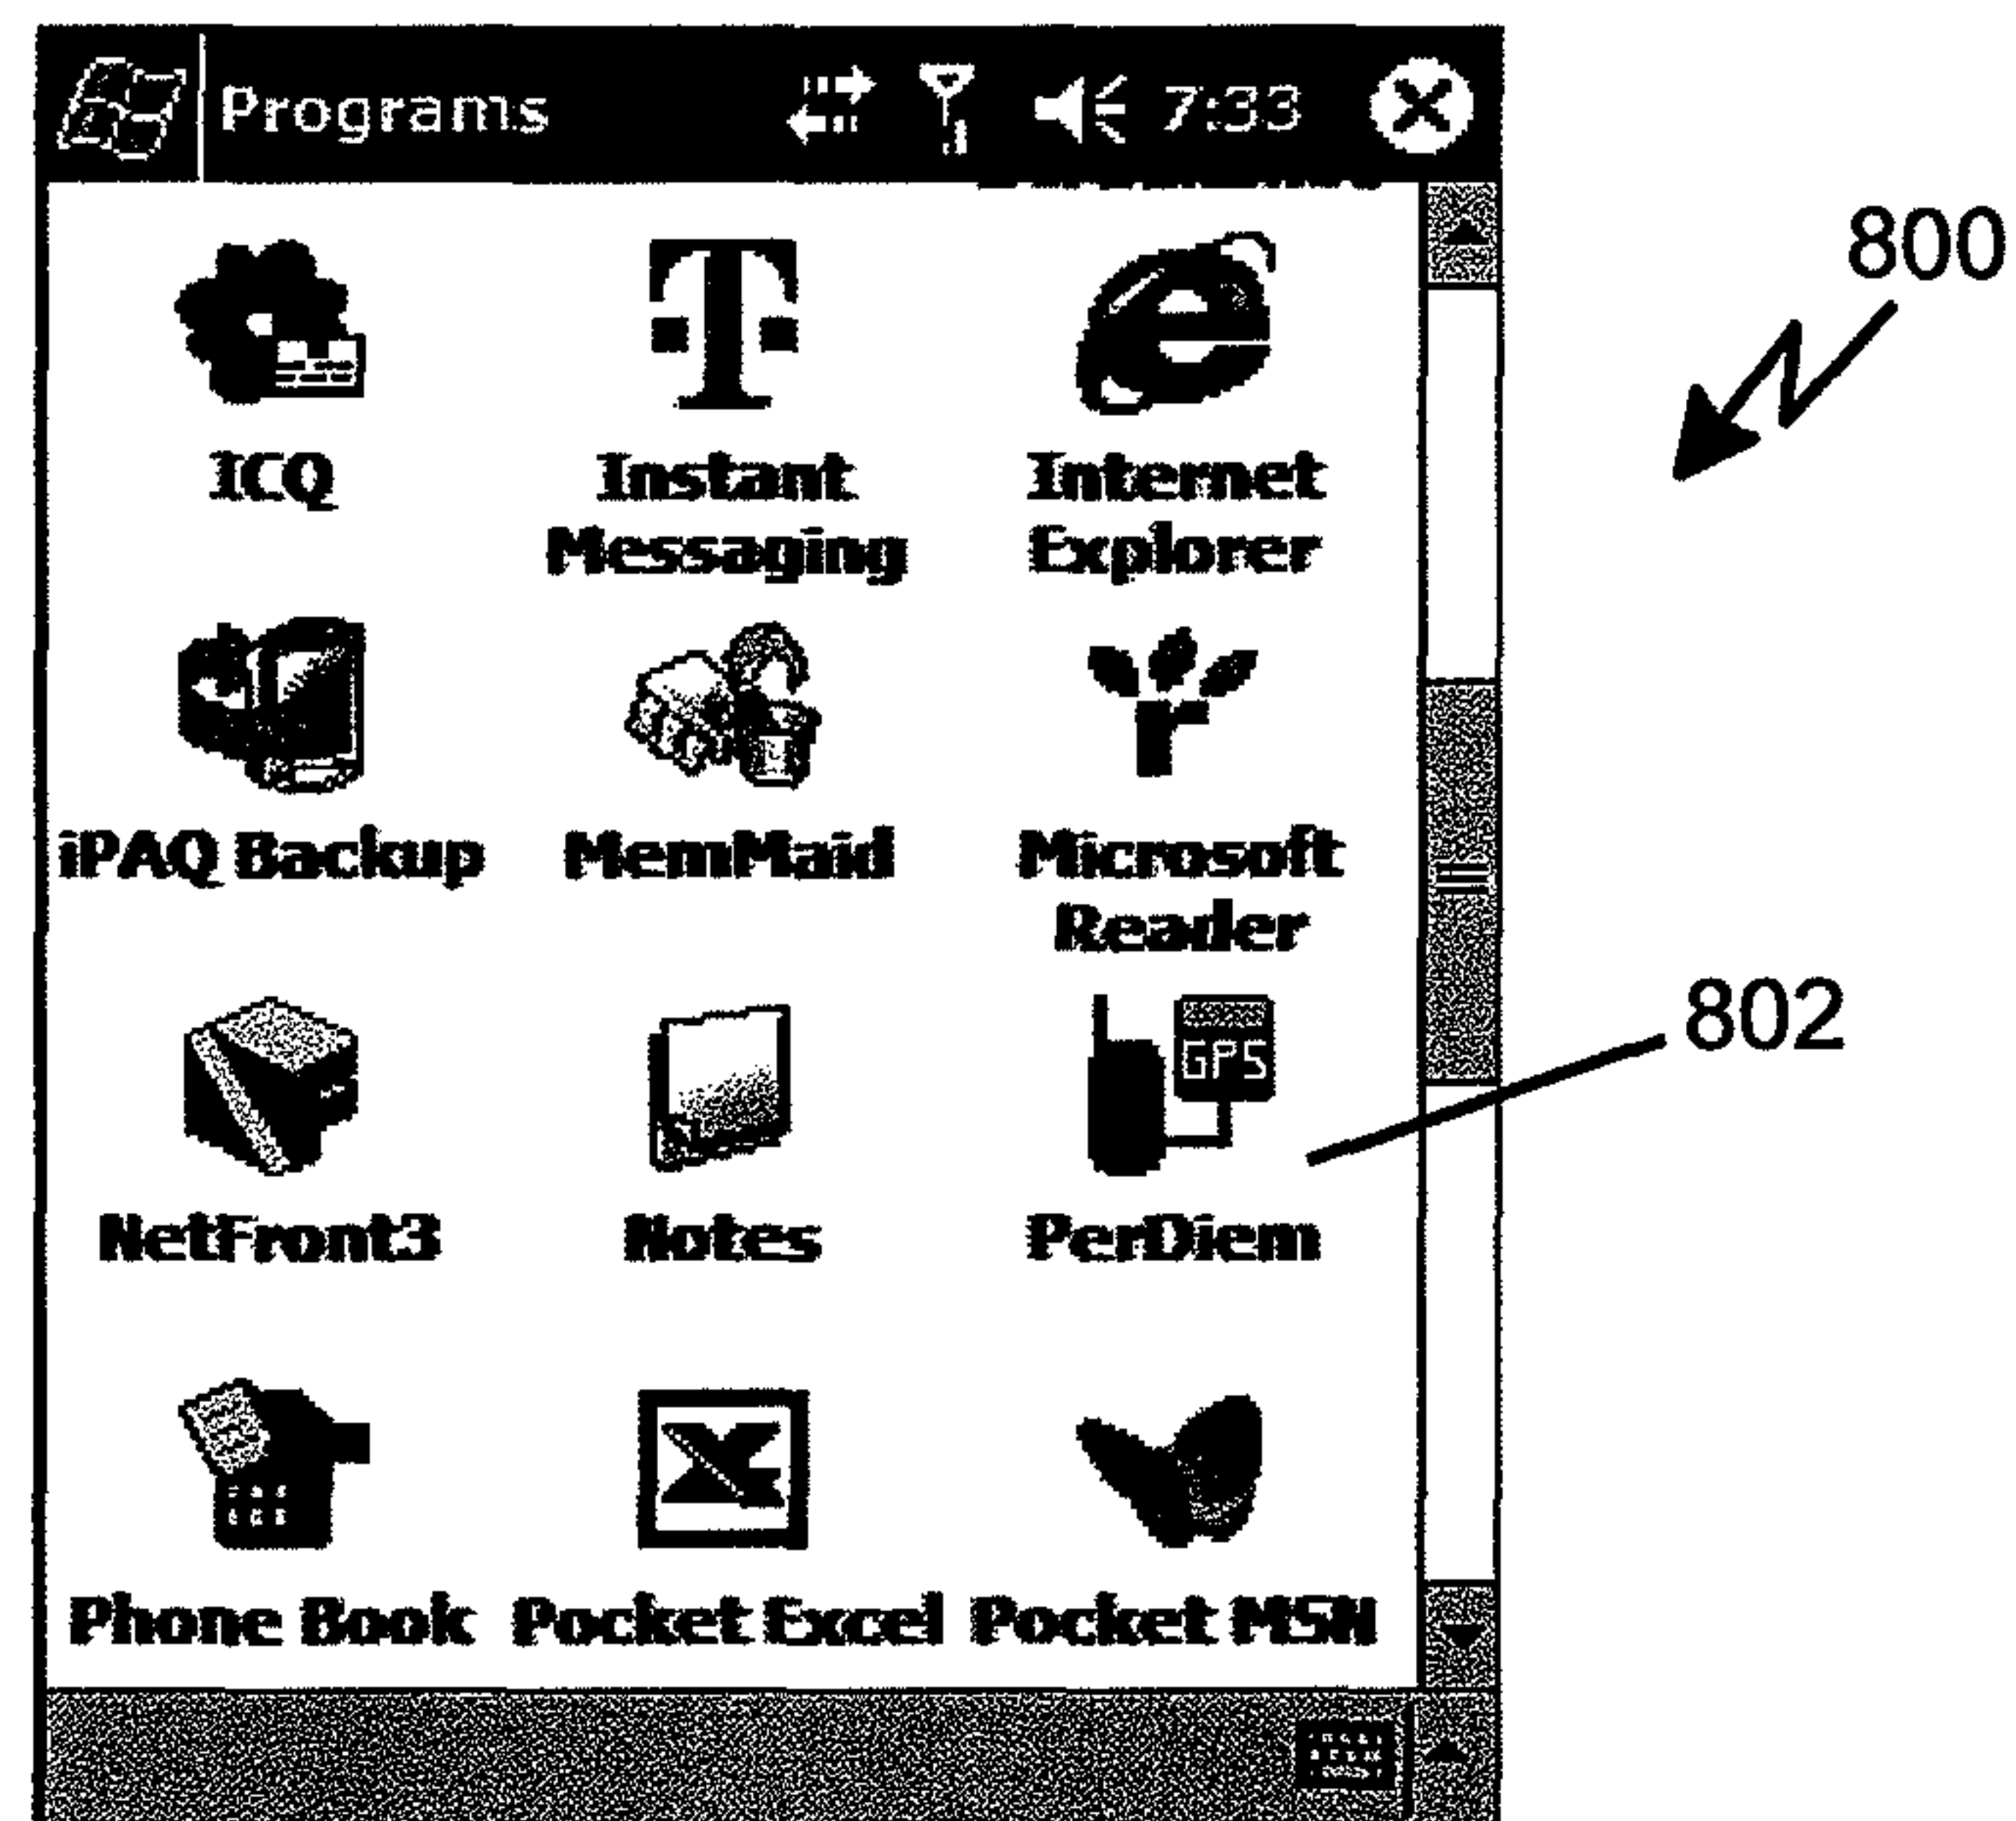 Programs 7:33
800
ICQ Instant Messaging Internet Explorer
iPAQ Backup MemMaid Microsoft Reader
GPS
802
NetFront3 Notes PerDiem
Phone Book Pocket Excel Pocket MSN